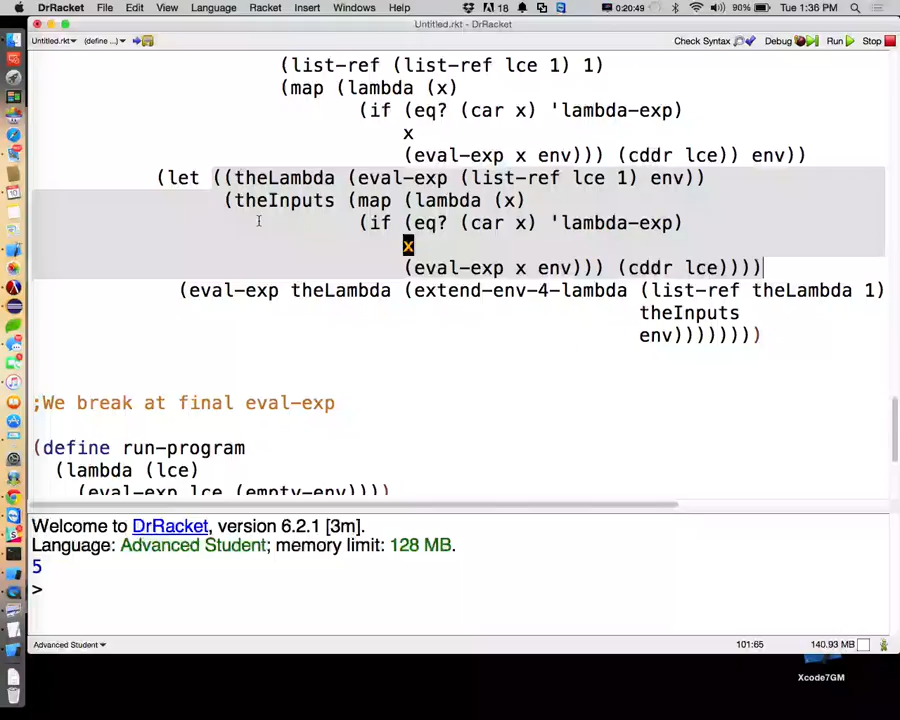 DrRacket File Edit View Language Racket Insert Windows Help 18 0:20:49 90% Tue 1:36 PM
Untitled.rkt - DrRacket
Untitled.rkt (define ...) Check Syntax Debug Run Stop
(list-ref (list-ref lce 1) 1)
(map (lambda (x)
(if (eq? (car x) 'lambda-exp)
x
(eval-exp x env))) (cddr lce)) env))
(let ((theLambda (eval-exp (list-ref lce 1) env))
(theInputs (map (lambda (x)
(if (eq? (car x) 'lambda-exp)
x
(eval-exp x env))) (cddr lce))))
(eval-exp theLambda (extend-env-4-lambda (list-ref theLambda 1)
theInputs
env))))))))
;We break at final eval-exp
(define run-program
(lambda (lce)
(eval-exp lce (empty-env))))
Welcome to DrRacket, version 6.2.1 [3m].
Language: Advanced Student; memory limit: 128 MB.
5
>
Advanced Student 101:65 140.93 MB
Xcode7GM